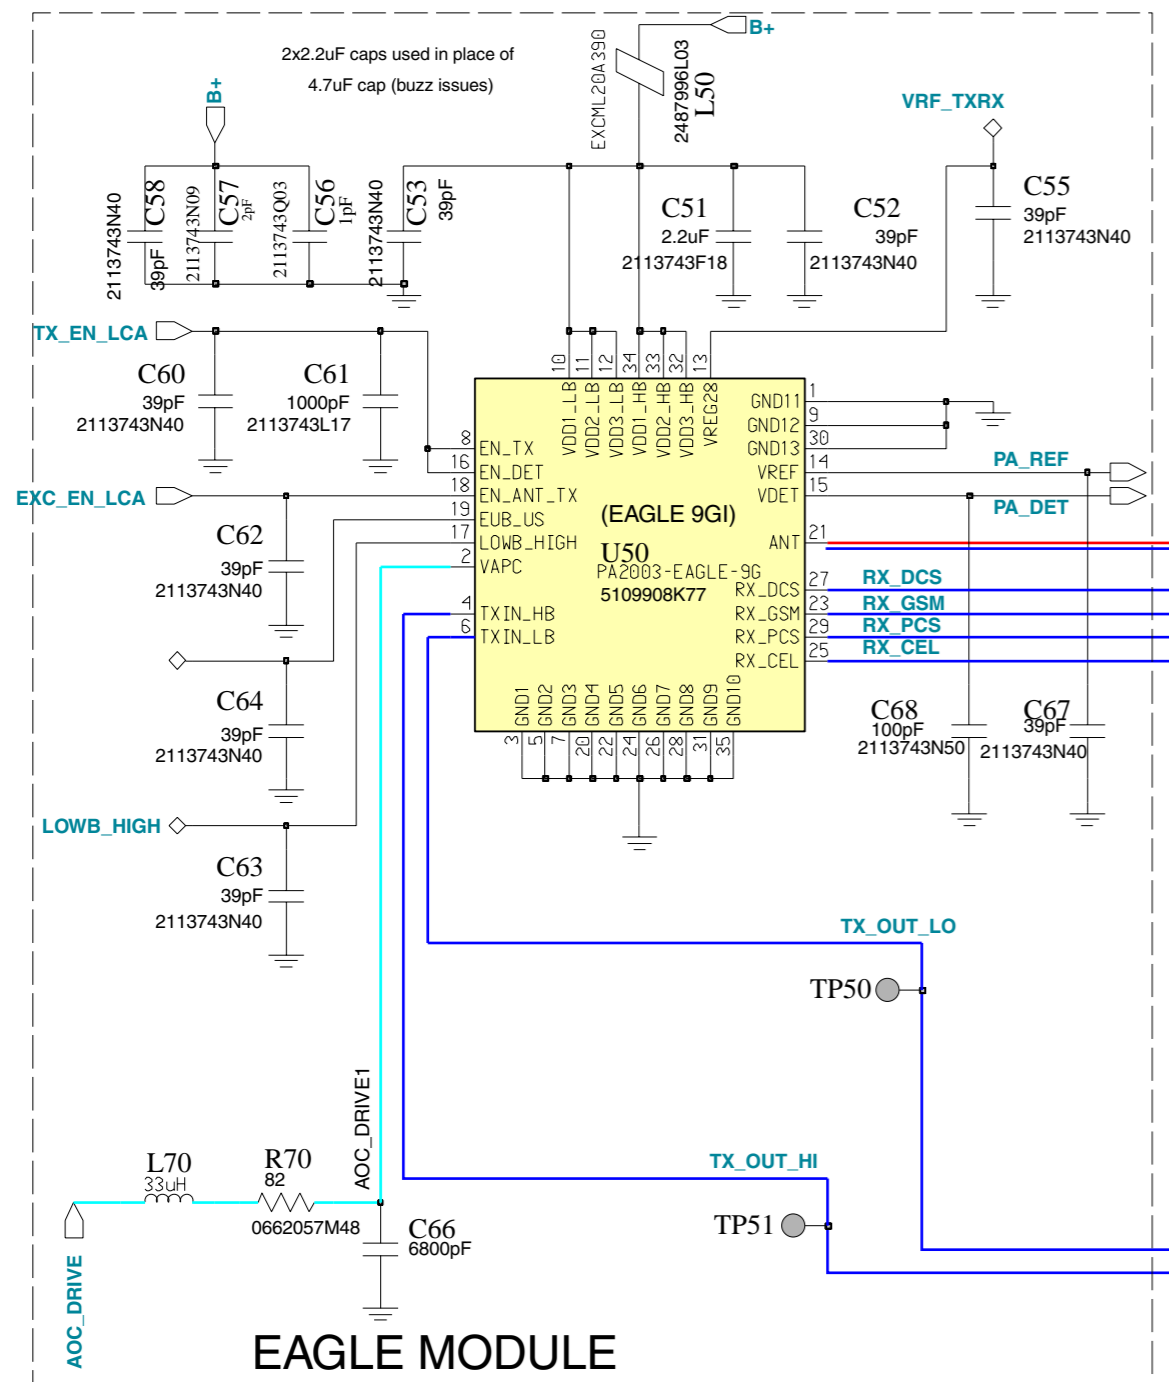 2x2.2uF caps used in place of
4.7uF cap (buzz issues)
B+
B+
EXCML20A390
2487996L03
L50
VRF_TXRX
2113743N40
C58
39pF
2113743N09
C57
2pF
2113743Q03
C56
1pF
2113743N40
C53
39pF
C51
2.2uF
2113743F18
C52
39pF
2113743N40
C55
39pF
2113743N40
TX_EN_LCA
C60
39pF
2113743N40
C61
1000pF
2113743L17
10
11
12
34
33
32
13
VDD1_LB
VDD2_LB
VDD3_LB
VDD1_HB
VDD2_HB
VDD3_HB
VREG28
8 EN_TX
16 EN_DET
18 EN_ANT_TX
19 EUB_US
17 LOWB_HIGH
2 VAPC
4 TXIN_HB
6 TXIN_LB
GND11 1
GND12 9
GND13 30
VREF 14
VDET 15
ANT 21
RX_DCS 27
RX_GSM 23
RX_PCS 29
RX_CEL 25
(EAGLE 9GI)
U50
PA2003-EAGLE-9G
5109908K77
PA_REF
PA_DET
RX_DCS
RX_GSM
RX_PCS
RX_CEL
EXC_EN_LCA
C62
39pF
2113743N40
C64
39pF
2113743N40
GND1
GND2
GND3
GND4
GND5
GND6
GND7
GND8
GND9
GND10
3
5
7
20
22
24
26
28
31
35
C68
100pF
2113743N50
C67
39pF
2113743N40
LOWB_HIGH
C63
39pF
2113743N40
TX_OUT_LO
TP50
AOC_DRIVE1
TX_OUT_HI
TP51
L70
33uH
R70
82
0662057M48
C66
6800pF
AOC_DRIVE
EAGLE MODULE